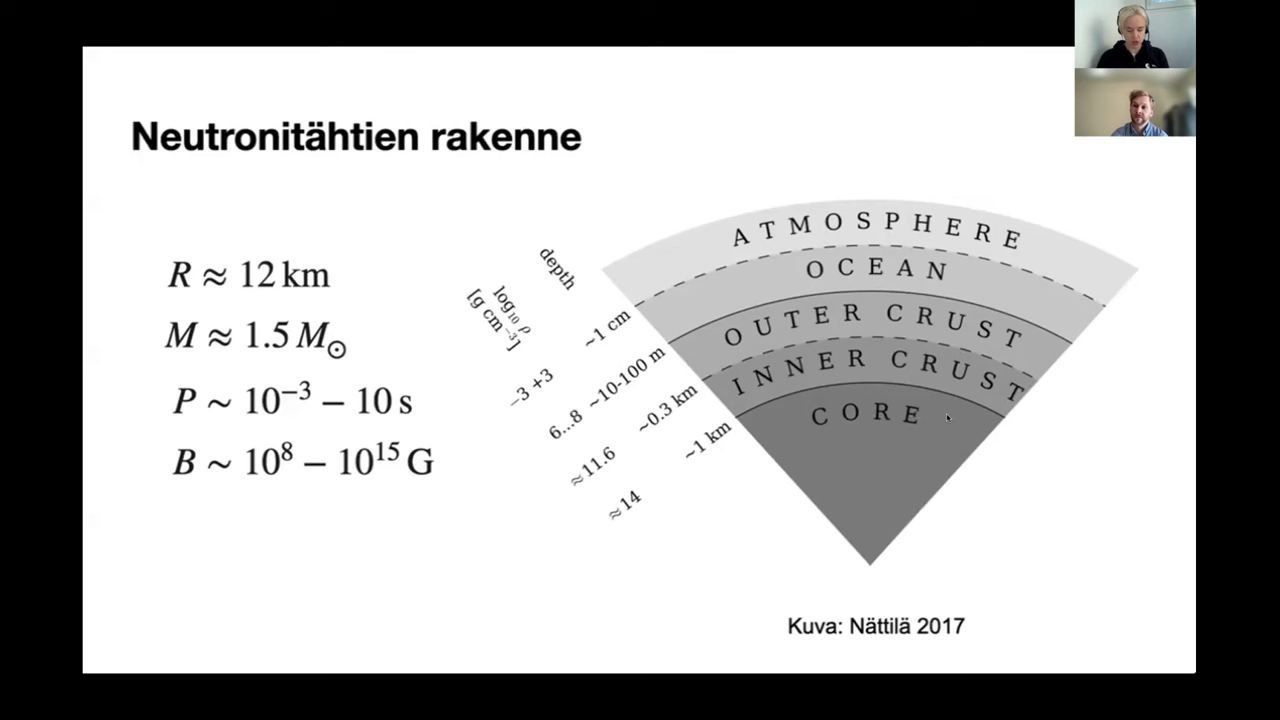 Neutronitähtien rakenne
R ≈ 12 km
M ≈ 1.5 M⊙
P ∼ 10⁻³ − 10 s
B ∼ 10⁸ − 10¹⁵ G
depth
log₁₀ ρ
[g cm⁻³]
~1 cm
−3 +3
~10-100 m
6...8
~0.3 km
≈11.6
~1 km
≈14
ATMOSPHERE
OCEAN
OUTER CRUST
INNER CRUST
CORE
Kuva: Nättilä 2017